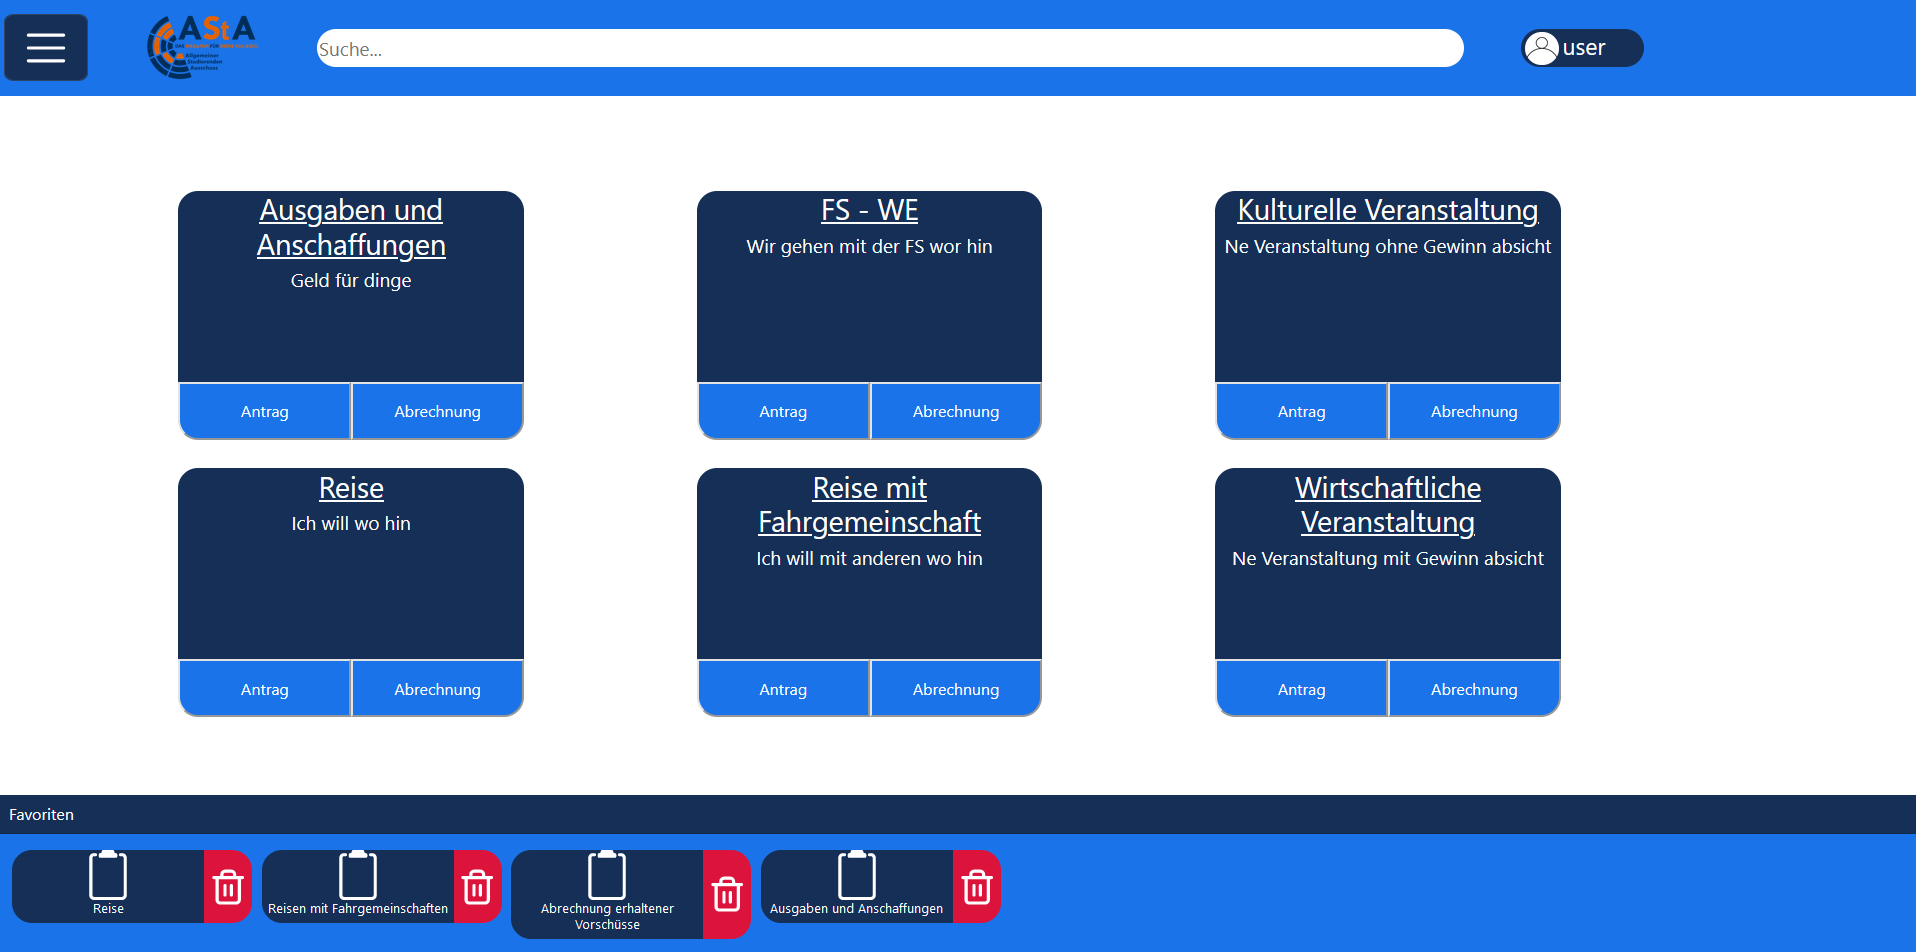 AStA
Allgemeiner
Studierenden
Ausschuss
Suche...
user
Ausgaben und
Anschaffungen
Geld für dinge
Antrag
Abrechnung
FS - WE
Wir gehen mit der FS wor hin
Antrag
Abrechnung
Kulturelle Veranstaltung
Ne Veranstaltung ohne Gewinn absicht
Antrag
Abrechnung
Reise
Ich will wo hin
Antrag
Abrechnung
Reise mit
Fahrgemeinschaft
Ich will mit anderen wo hin
Antrag
Abrechnung
Wirtschaftliche
Veranstaltung
Ne Veranstaltung mit Gewinn absicht
Antrag
Abrechnung
Favoriten
Reise
Reisen mit Fahrgemeinschaften
Abrechnung erhaltener
Vorschüsse
Ausgaben und Anschaffungen